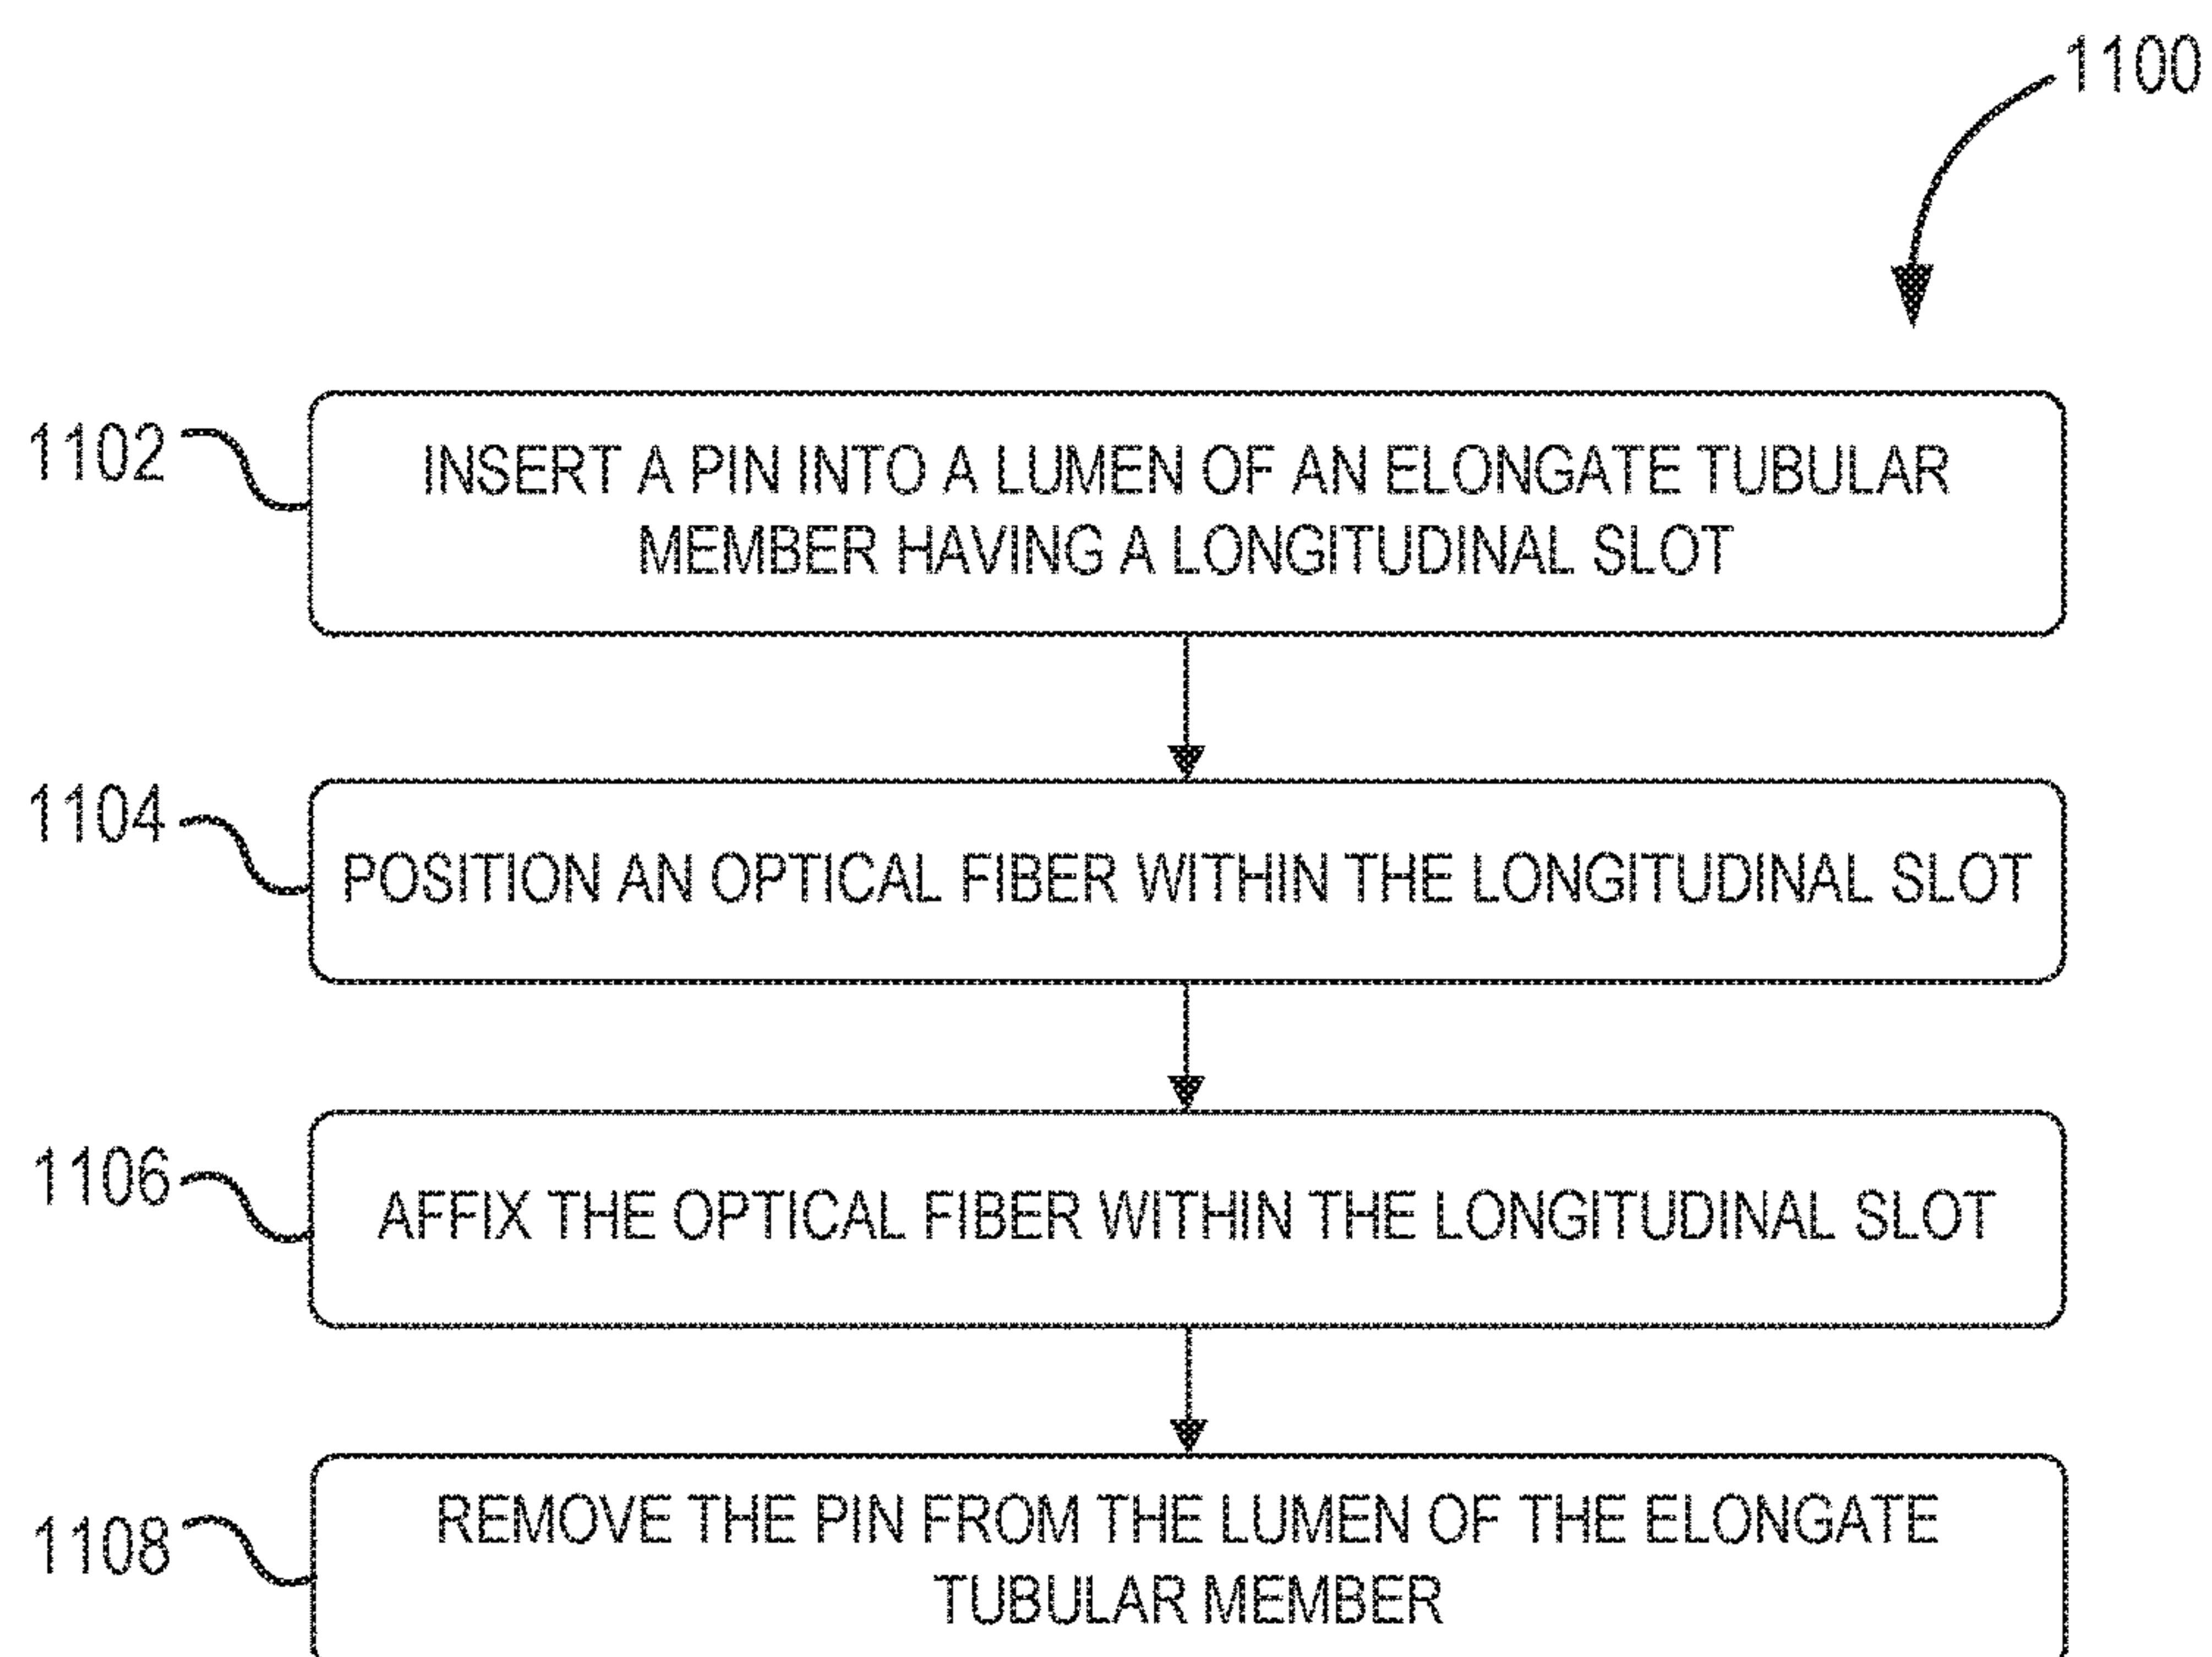 1100
1102
INSERT A PIN INTO A LUMEN OF AN ELONGATE TUBULAR
MEMBER HAVING A LONGITUDINAL SLOT
1104
POSITION AN OPTICAL FIBER WITHIN THE LONGITUDINAL SLOT
1106
AFFIX THE OPTICAL FIBER WITHIN THE LONGITUDINAL SLOT
1108
REMOVE THE PIN FROM THE LUMEN OF THE ELONGATE
TUBULAR MEMBER